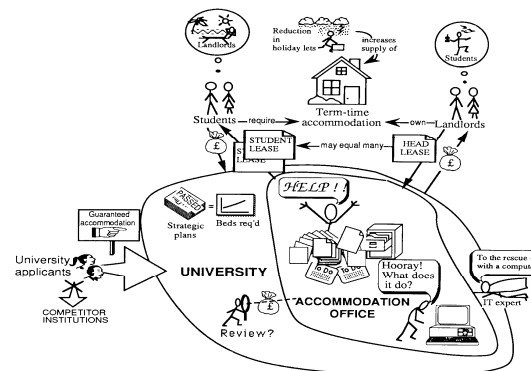 Landlords
Reduction
in
holiday lets
increases
supply of
Students
Term-time
accommodation
Students
require
own
Landlords
STUDENT
LEASE
LEASE
may equal many
HEAD
LEASE
£
£
HELP ! !
PASSED
=
Strategic
plans
Beds req'd
Guaranteed
accommodation
University
applicants
COMPETITOR
INSTITUTIONS
UNIVERSITY
To Do
To Do
ACCOMMODATION
OFFICE
£
Review?
Hooray!
What does
it do?
To the rescue
with a comput
IT expert